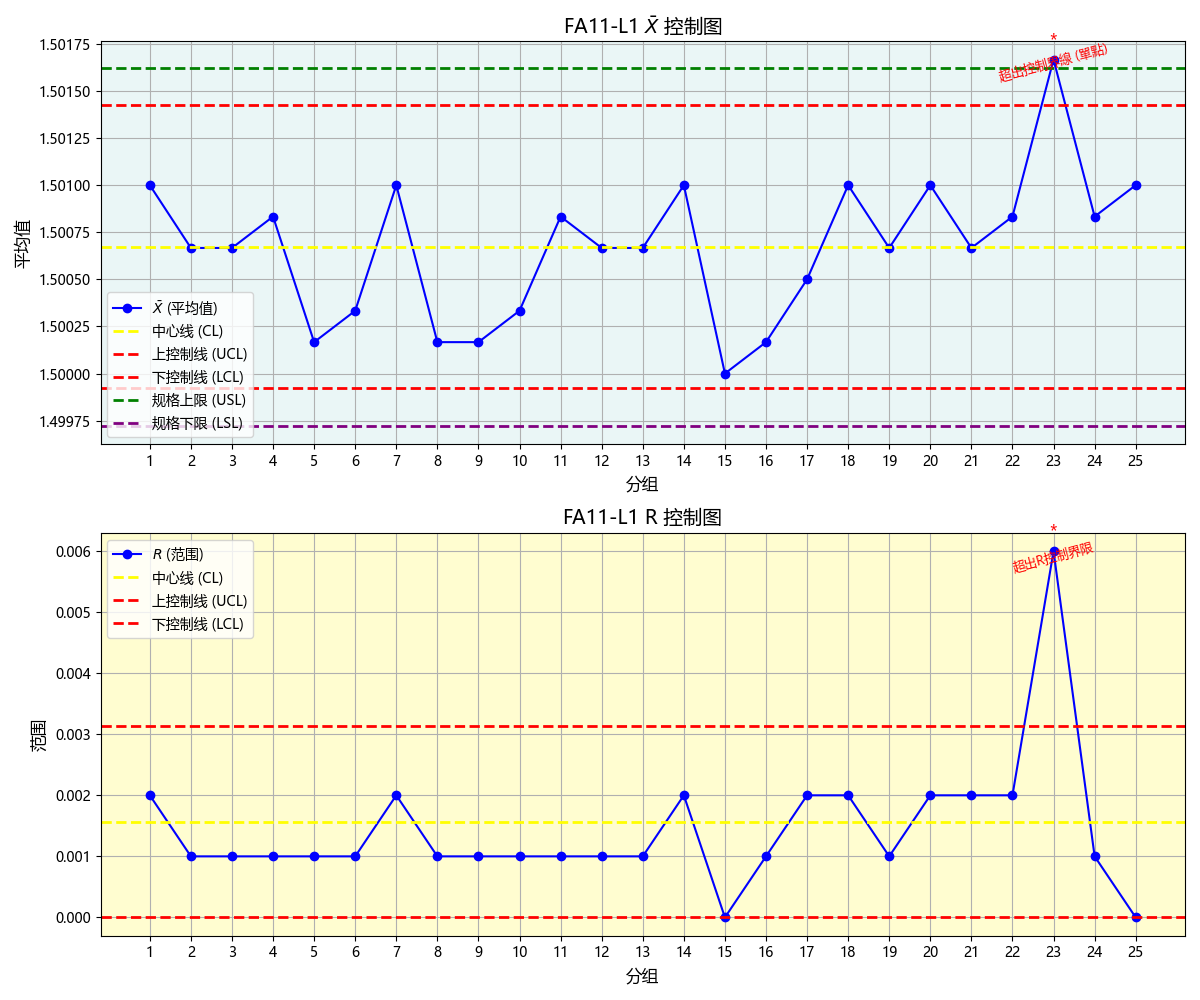 FA11-L1 X̄ 控制图
*
超出控制界線 (單點)
1.50175
1.50150
1.50125
1.50100
1.50075
1.50050
1.50025
1.50000
1.49975
平均值
X̄ (平均值)
中心线 (CL)
上控制线 (UCL)
下控制线 (LCL)
规格上限 (USL)
规格下限 (LSL)
1 2 3 4 5 6 7 8 9 10 11 12 13 14 15 16 17 18 19 20 21 22 23 24 25
分组
FA11-L1 R 控制图
*
超出R控制界限
0.006
0.005
0.004
0.003
0.002
0.001
0.000
范围
R (范围)
中心线 (CL)
上控制线 (UCL)
下控制线 (LCL)
1 2 3 4 5 6 7 8 9 10 11 12 13 14 15 16 17 18 19 20 21 22 23 24 25
分组